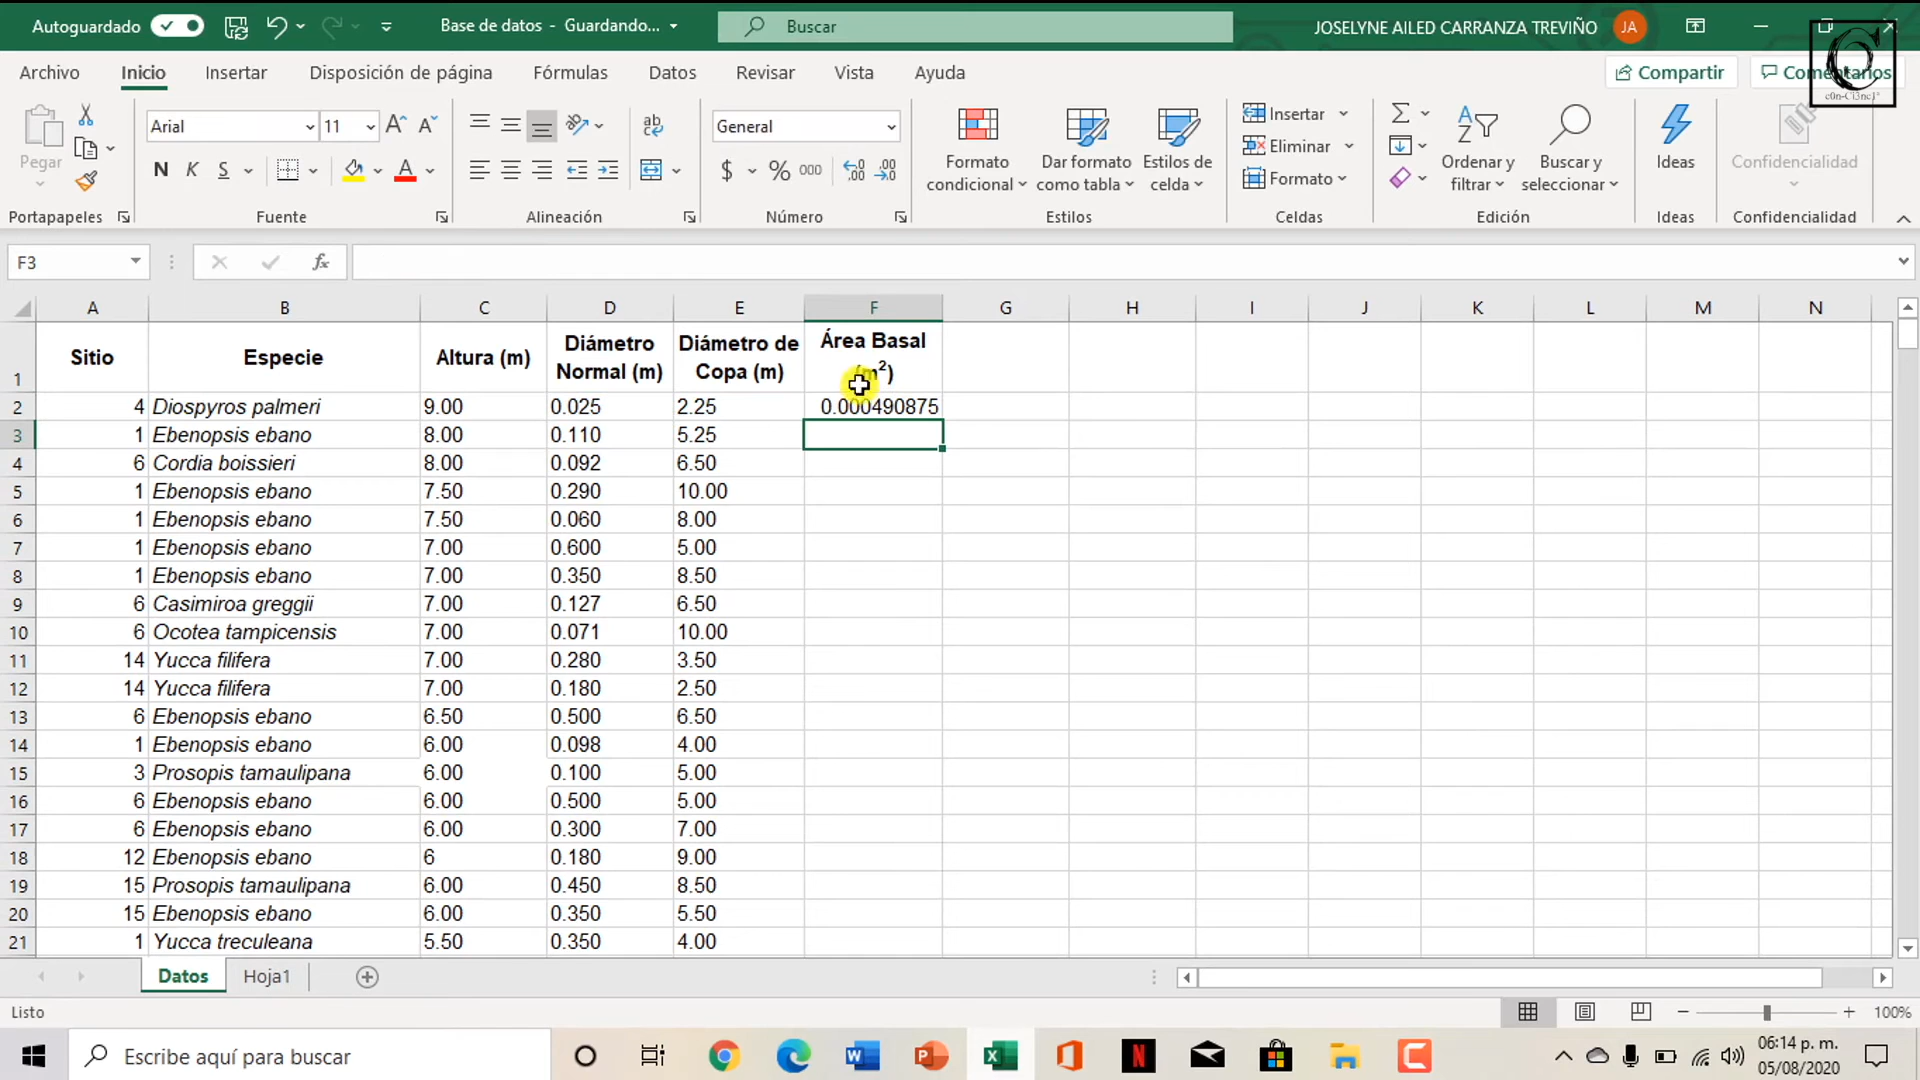 Autoguardado
Base de datos - Guardando...
Buscar
JOSELYNE AILED CARRANZA TREVIÑO
JA
Archivo Inicio Insertar Disposición de página Fórmulas Datos Revisar Vista Ayuda
Compartir
Comentarios
c0n-Ci3nc1ª
Pegar
Arial 11
N K S
General
$ % 000
Formato condicional
Dar formato como tabla
Estilos de celda
Insertar
Eliminar
Formato
Ordenar y filtrar
Buscar y seleccionar
Ideas
Confidencialidad
Portapapeles Fuente Alineación Número Estilos Celdas Edición Ideas Confidencialidad
F3
fx
A B C D E F G H I J K L M N
1 Sitio Especie Altura (m) Diámetro Normal (m) Diámetro de Copa (m) Área Basal (m²)
2 4 Diospyros palmeri 9.00 0.025 2.25 0.000490875
3 1 Ebenopsis ebano 8.00 0.110 5.25
4 6 Cordia boissieri 8.00 0.092 6.50
5 1 Ebenopsis ebano 7.50 0.290 10.00
6 1 Ebenopsis ebano 7.50 0.060 8.00
7 1 Ebenopsis ebano 7.00 0.600 5.00
8 1 Ebenopsis ebano 7.00 0.350 8.50
9 6 Casimiroa greggii 7.00 0.127 6.50
10 6 Ocotea tampicensis 7.00 0.071 10.00
11 14 Yucca filifera 7.00 0.280 3.50
12 14 Yucca filifera 7.00 0.180 2.50
13 6 Ebenopsis ebano 6.50 0.500 6.50
14 1 Ebenopsis ebano 6.00 0.098 4.00
15 3 Prosopis tamaulipana 6.00 0.100 5.00
16 6 Ebenopsis ebano 6.00 0.500 5.00
17 6 Ebenopsis ebano 6.00 0.300 7.00
18 12 Ebenopsis ebano 6 0.180 9.00
19 15 Prosopis tamaulipana 6.00 0.450 8.50
20 15 Ebenopsis ebano 6.00 0.350 5.50
21 1 Yucca treculeana 5.50 0.350 4.00
Datos Hoja1
Listo
100%
Escribe aquí para buscar
06:14 p. m.
05/08/2020